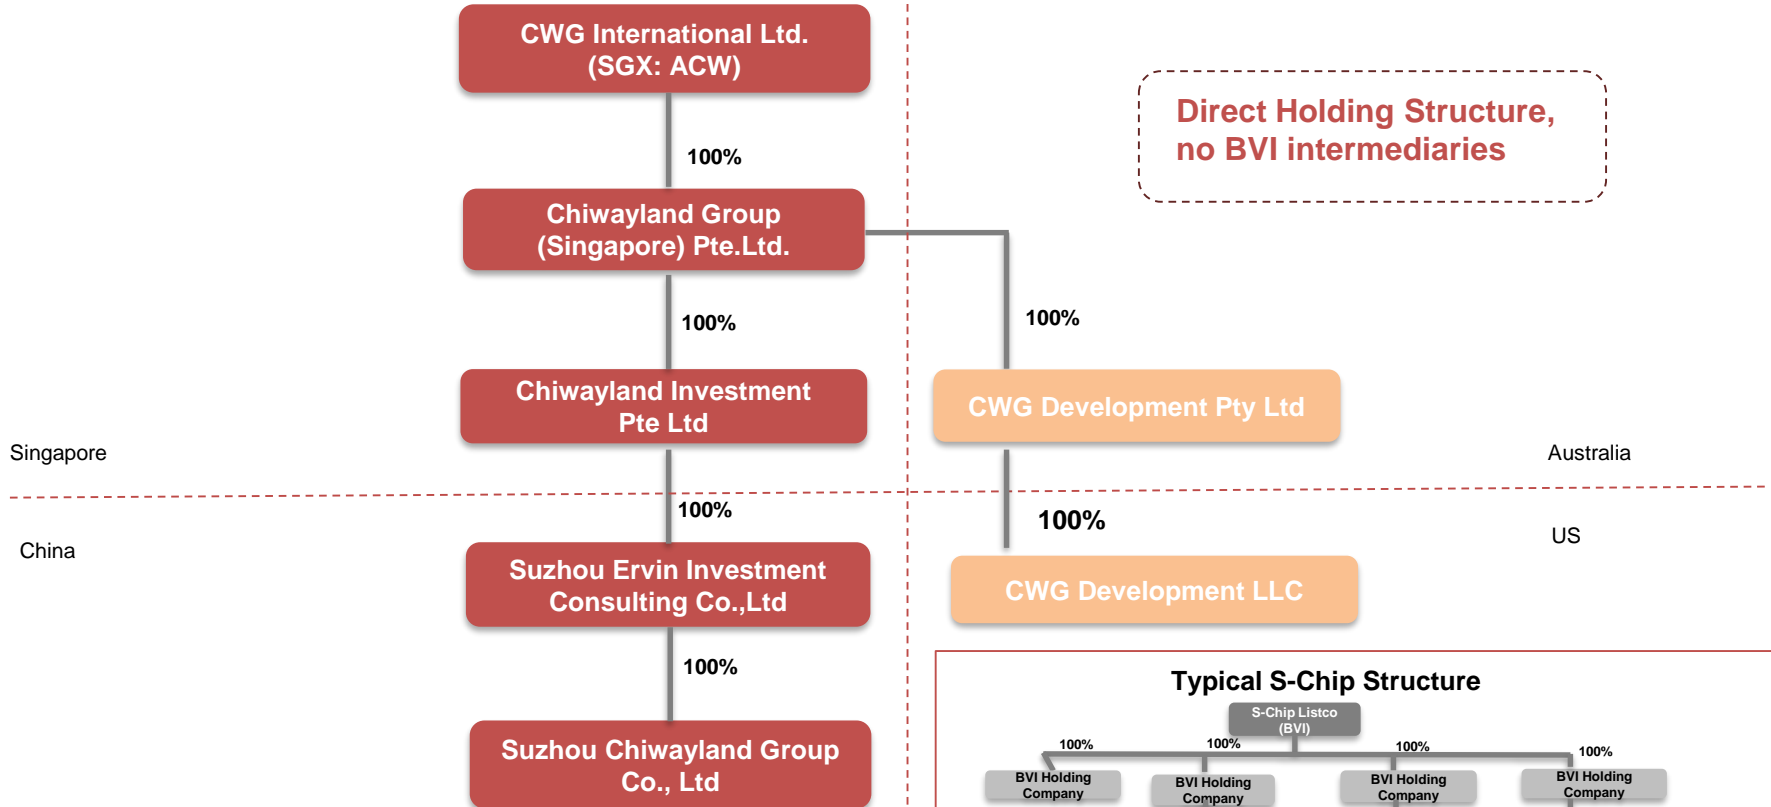 CWG International Ltd.
(SGX: ACW)
Direct Holding Structure,
no BVI intermediaries
100%
Chiwayland Group
(Singapore) Pte.Ltd.
100%
100%
Chiwayland Investment
Pte Ltd
CWG Development Pty Ltd
Singapore
Australia
100%
100%
China
US
Suzhou Ervin Investment
Consulting Co.,Ltd
CWG Development LLC
100%
Typical S-Chip Structure
S-Chip Listco
(BVI)
100%
100%
100%
100%
Suzhou Chiwayland Group
Co., Ltd
BVI Holding
Company
BVI Holding
Company
BVI Holding
Company
BVI Holding
Company